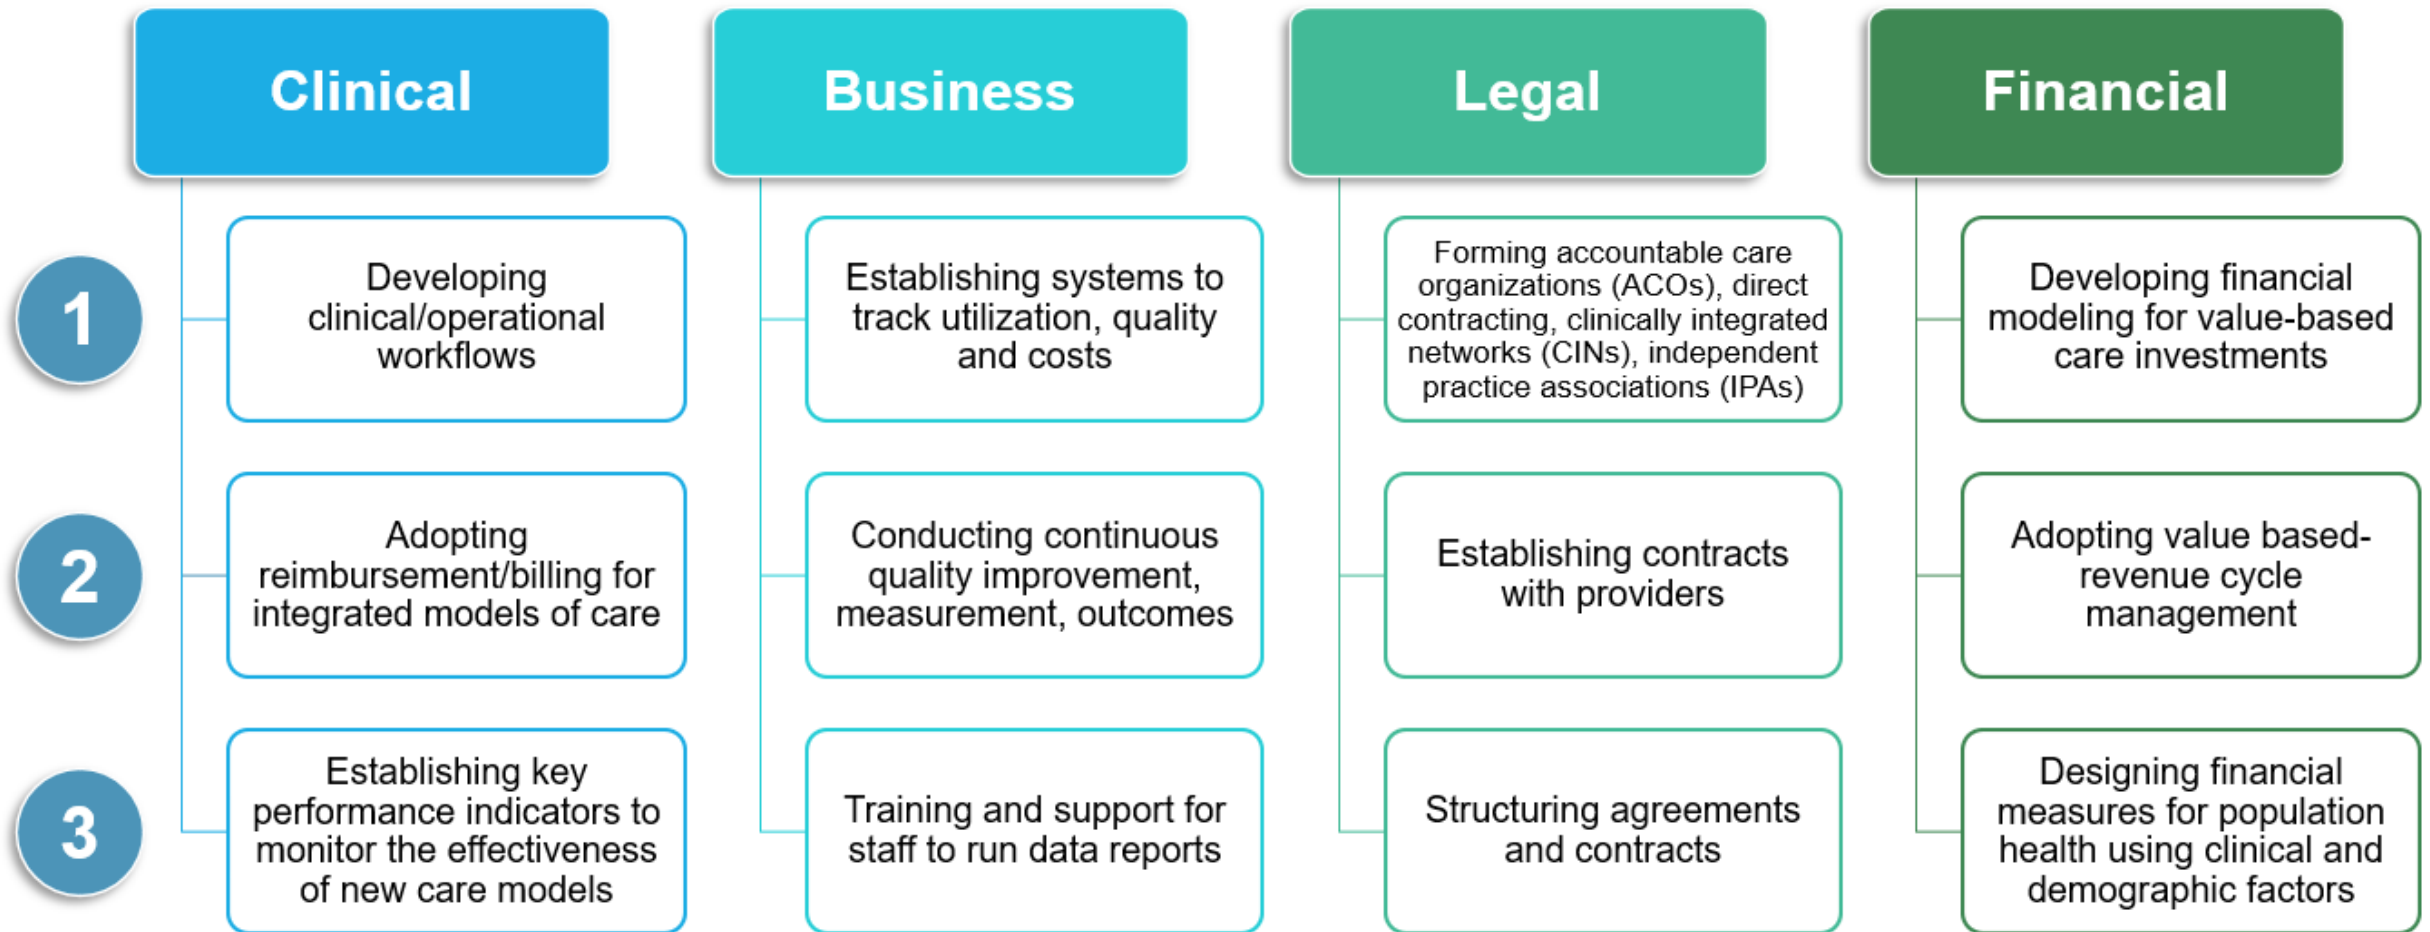 Clinical
Business
Legal
Financial
1
Developing
clinical/operational
workflows
Establishing systems to
track utilization, quality
and costs
Forming accountable care
organizations (ACOs), direct
contracting, clinically integrated
networks (CINs), independent
practice associations (IPAs)
Developing financial
modeling for value-based
care investments
2
Adopting
reimbursement/billing for
integrated models of care
Conducting continuous
quality improvement,
measurement, outcomes
Establishing contracts
with providers
Adopting value based-
revenue cycle
management
3
Establishing key
performance indicators to
monitor the effectiveness
of new care models
Training and support for
staff to run data reports
Structuring agreements
and contracts
Designing financial
measures for population
health using clinical and
demographic factors